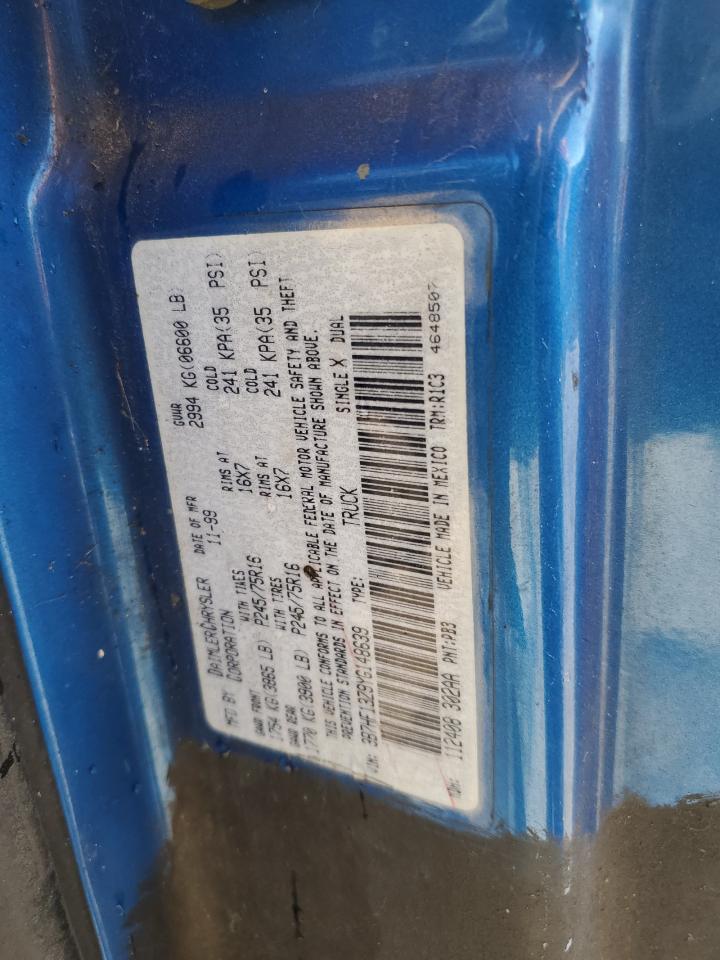 MFD BY DAIMLERCHRYSLER CORPORATION DATE OF MFR 11-99 GVWR 2994 KG(06600 LB)
GAWR FRONT 1754 KG(3865 LB) WITH TIRES P245/75R16 RIMS AT 16X7 COLD 241 KPA(35 PSI)
GAWR REAR 1770 KG(3900 LB) WITH TIRES P245/75R16 RIMS AT 16X7 COLD 241 KPA(35 PSI)
THIS VEHICLE CONFORMS TO ALL APPLICABLE FEDERAL MOTOR VEHICLE SAFETY AND THEFT
PREVENTION STANDARDS IN EFFECT ON THE DATE OF MANUFACTURE SHOWN ABOVE.
VIN: 3B7HF13Z9YG148639 TYPE: TRUCK SINGLE X DUAL
112408 302AA PNT:PB3 VEHICLE MADE IN MEXICO TRM:R1C3 4648507